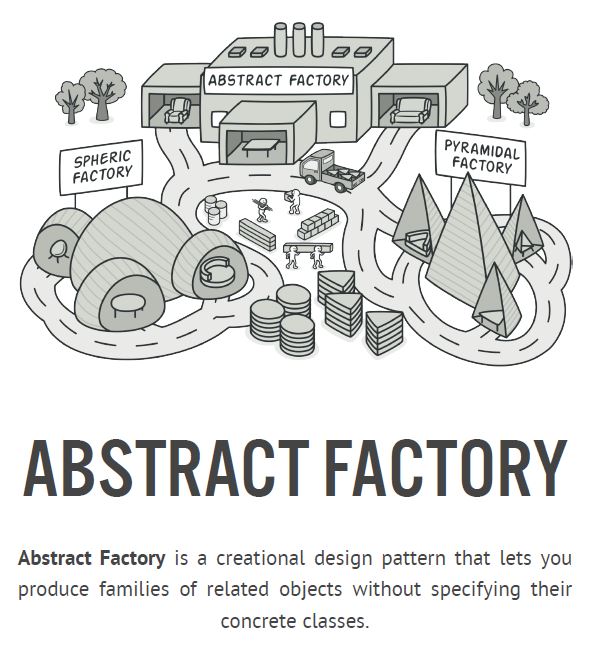 ABSTRACT FACTORY
SPHERIC
FACTORY
PYRAMIDAL
FACTORY
ABSTRACT FACTORY
Abstract Factory is a creational design pattern that lets you
produce families of related objects without specifying their
concrete classes.